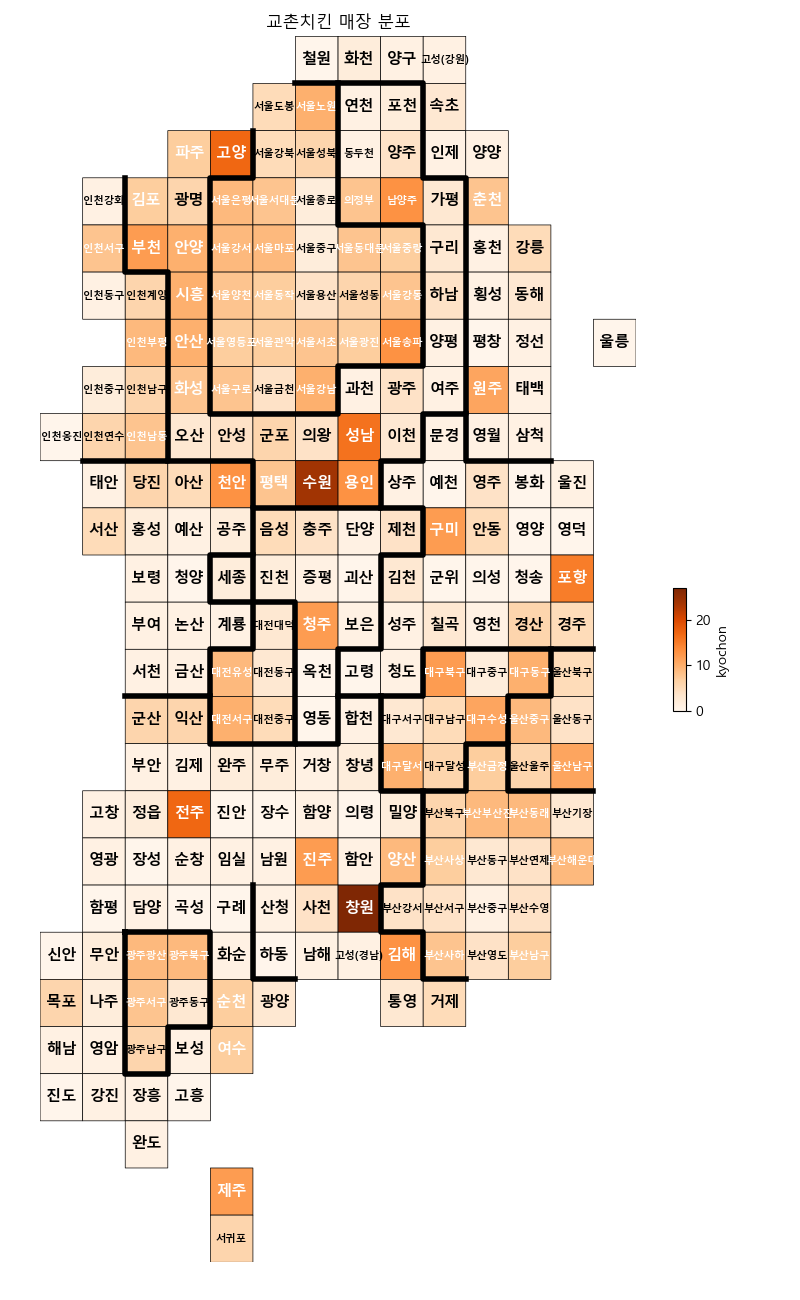 교촌치킨 매장 분포
철원 화천 양구 고성(강원)
서울도봉 서울노원 연천 포천 속초
파주 고양 서울강북 서울성북 동두천 양주 인제 양양
인천강화 김포 광명 서울은평 서울서대문 서울종로 의정부 남양주 가평 춘천
인천서구 부천 안양 서울강서 서울마포 서울중구 서울동대문 서울중랑 구리 홍천 강릉
인천동구 인천계양 시흥 서울양천 서울동작 서울용산 서울성동 서울강동 하남 횡성 동해
인천부평 안산 서울영등포 서울관악 서울서초 서울광진 서울송파 양평 평창 정선 울릉
인천중구 인천남구 화성 서울구로 서울금천 서울강남 과천 광주 여주 원주 태백
인천옹진 인천연수 인천남동 오산 안성 군포 의왕 성남 이천 문경 영월 삼척
태안 당진 아산 천안 평택 수원 용인 상주 예천 영주 봉화 울진
서산 홍성 예산 공주 음성 충주 단양 제천 구미 안동 영양 영덕
보령 청양 세종 진천 증평 괴산 김천 군위 의성 청송 포항
부여 논산 계룡 대전대덕 청주 보은 성주 칠곡 영천 경산 경주
서천 금산 대전유성 대전동구 옥천 고령 청도 대구북구 대구중구 대구동구 울산북구
군산 익산 대전서구 대전중구 영동 합천 대구서구 대구남구 대구수성 울산중구 울산동구
부안 김제 완주 무주 거창 창녕 대구달서 대구달성 부산금정 울산울주 울산남구
고창 정읍 전주 진안 장수 함양 의령 밀양 부산북구 부산부산진 부산동래 부산기장
영광 장성 순창 임실 남원 진주 함안 양산 부산사상 부산동구 부산연제 부산해운대
함평 담양 곡성 구례 산청 사천 창원 부산강서 부산서구 부산중구 부산수영
신안 무안 광주광산 광주북구 화순 하동 남해 고성(경남) 김해 부산사하 부산영도 부산남구
목포 나주 광주서구 광주동구 순천 광양 통영 거제
해남 영암 광주남구 보성 여수
진도 강진 장흥 고흥
완도
제주
서귀포
20
10
0
kyochon